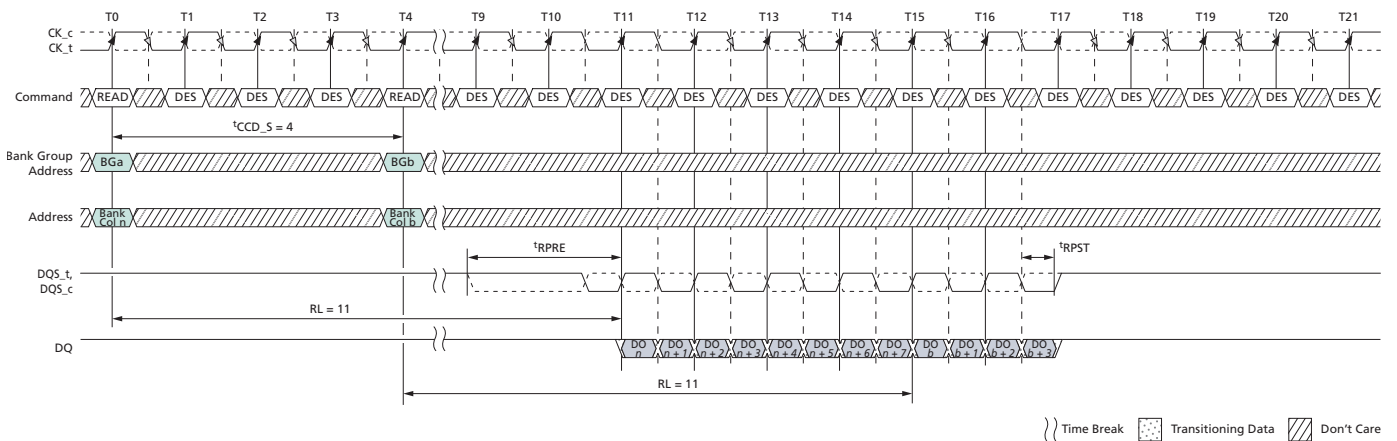 T0 T1 T2 T3 T4 T9 T10 T11 T12 T13 T14 T15 T16 T17 T18 T19 T20 T21
CK_c
CK_t
Command READ DES DES DES READ DES DES DES DES DES DES DES DES DES DES DES DES DES
tCCD_S = 4
Bank Group
Address BGa BGb
Address Bank
Col n Bank
Col b
tRPRE tRPST
DQS_t,
DQS_c
RL = 11
DQ DO
n DO
n + 1 DO
n + 2 DO
n + 3 DO
n + 4 DO
n + 5 DO
n + 6 DO
n + 7 DO
b DO
b + 1 DO
b + 2 DO
b + 3
RL = 11
Time Break Transitioning Data Don't Care